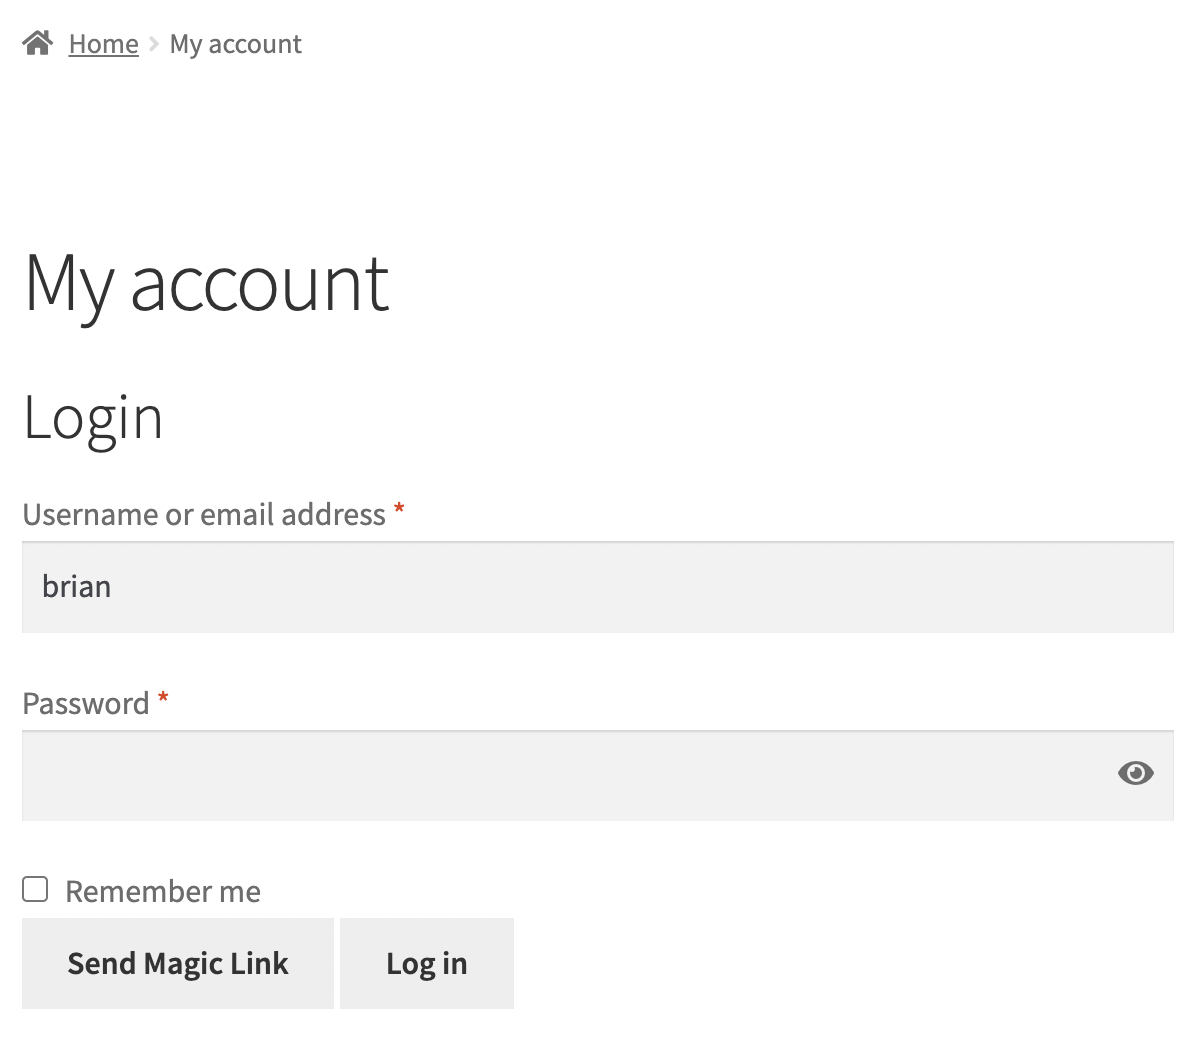 Home My account
My account
Login
Username or email address *
brian
Password *
Remember me
Send Magic Link Log in